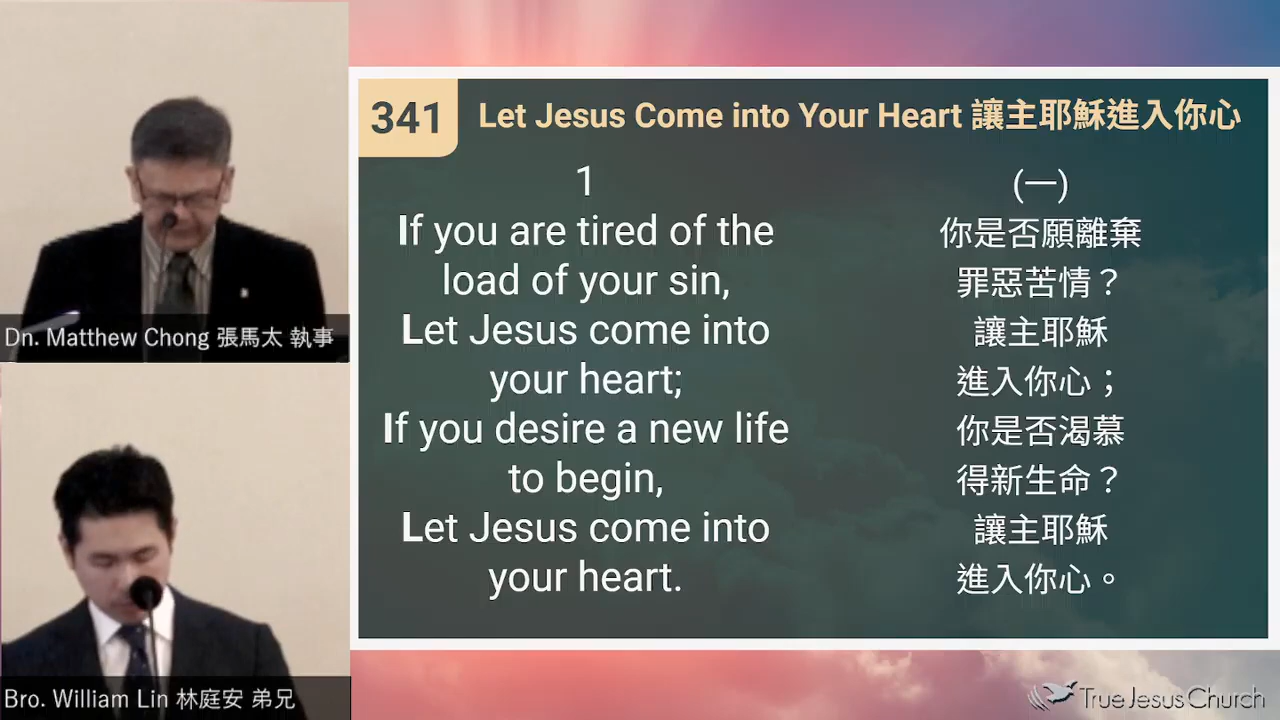 Dn. Matthew Chong 張馬太 執事
Bro. William Lin 林庭安 弟兄
341
Let Jesus Come into Your Heart 讓主耶穌進入你心
1
If you are tired of the
load of your sin,
Let Jesus come into
your heart;
If you desire a new life
to begin,
Let Jesus come into
your heart.
(一)
你是否願離棄
罪惡苦情？
讓主耶穌
進入你心；
你是否渴慕
得新生命？
讓主耶穌
進入你心。
True Jesus Church